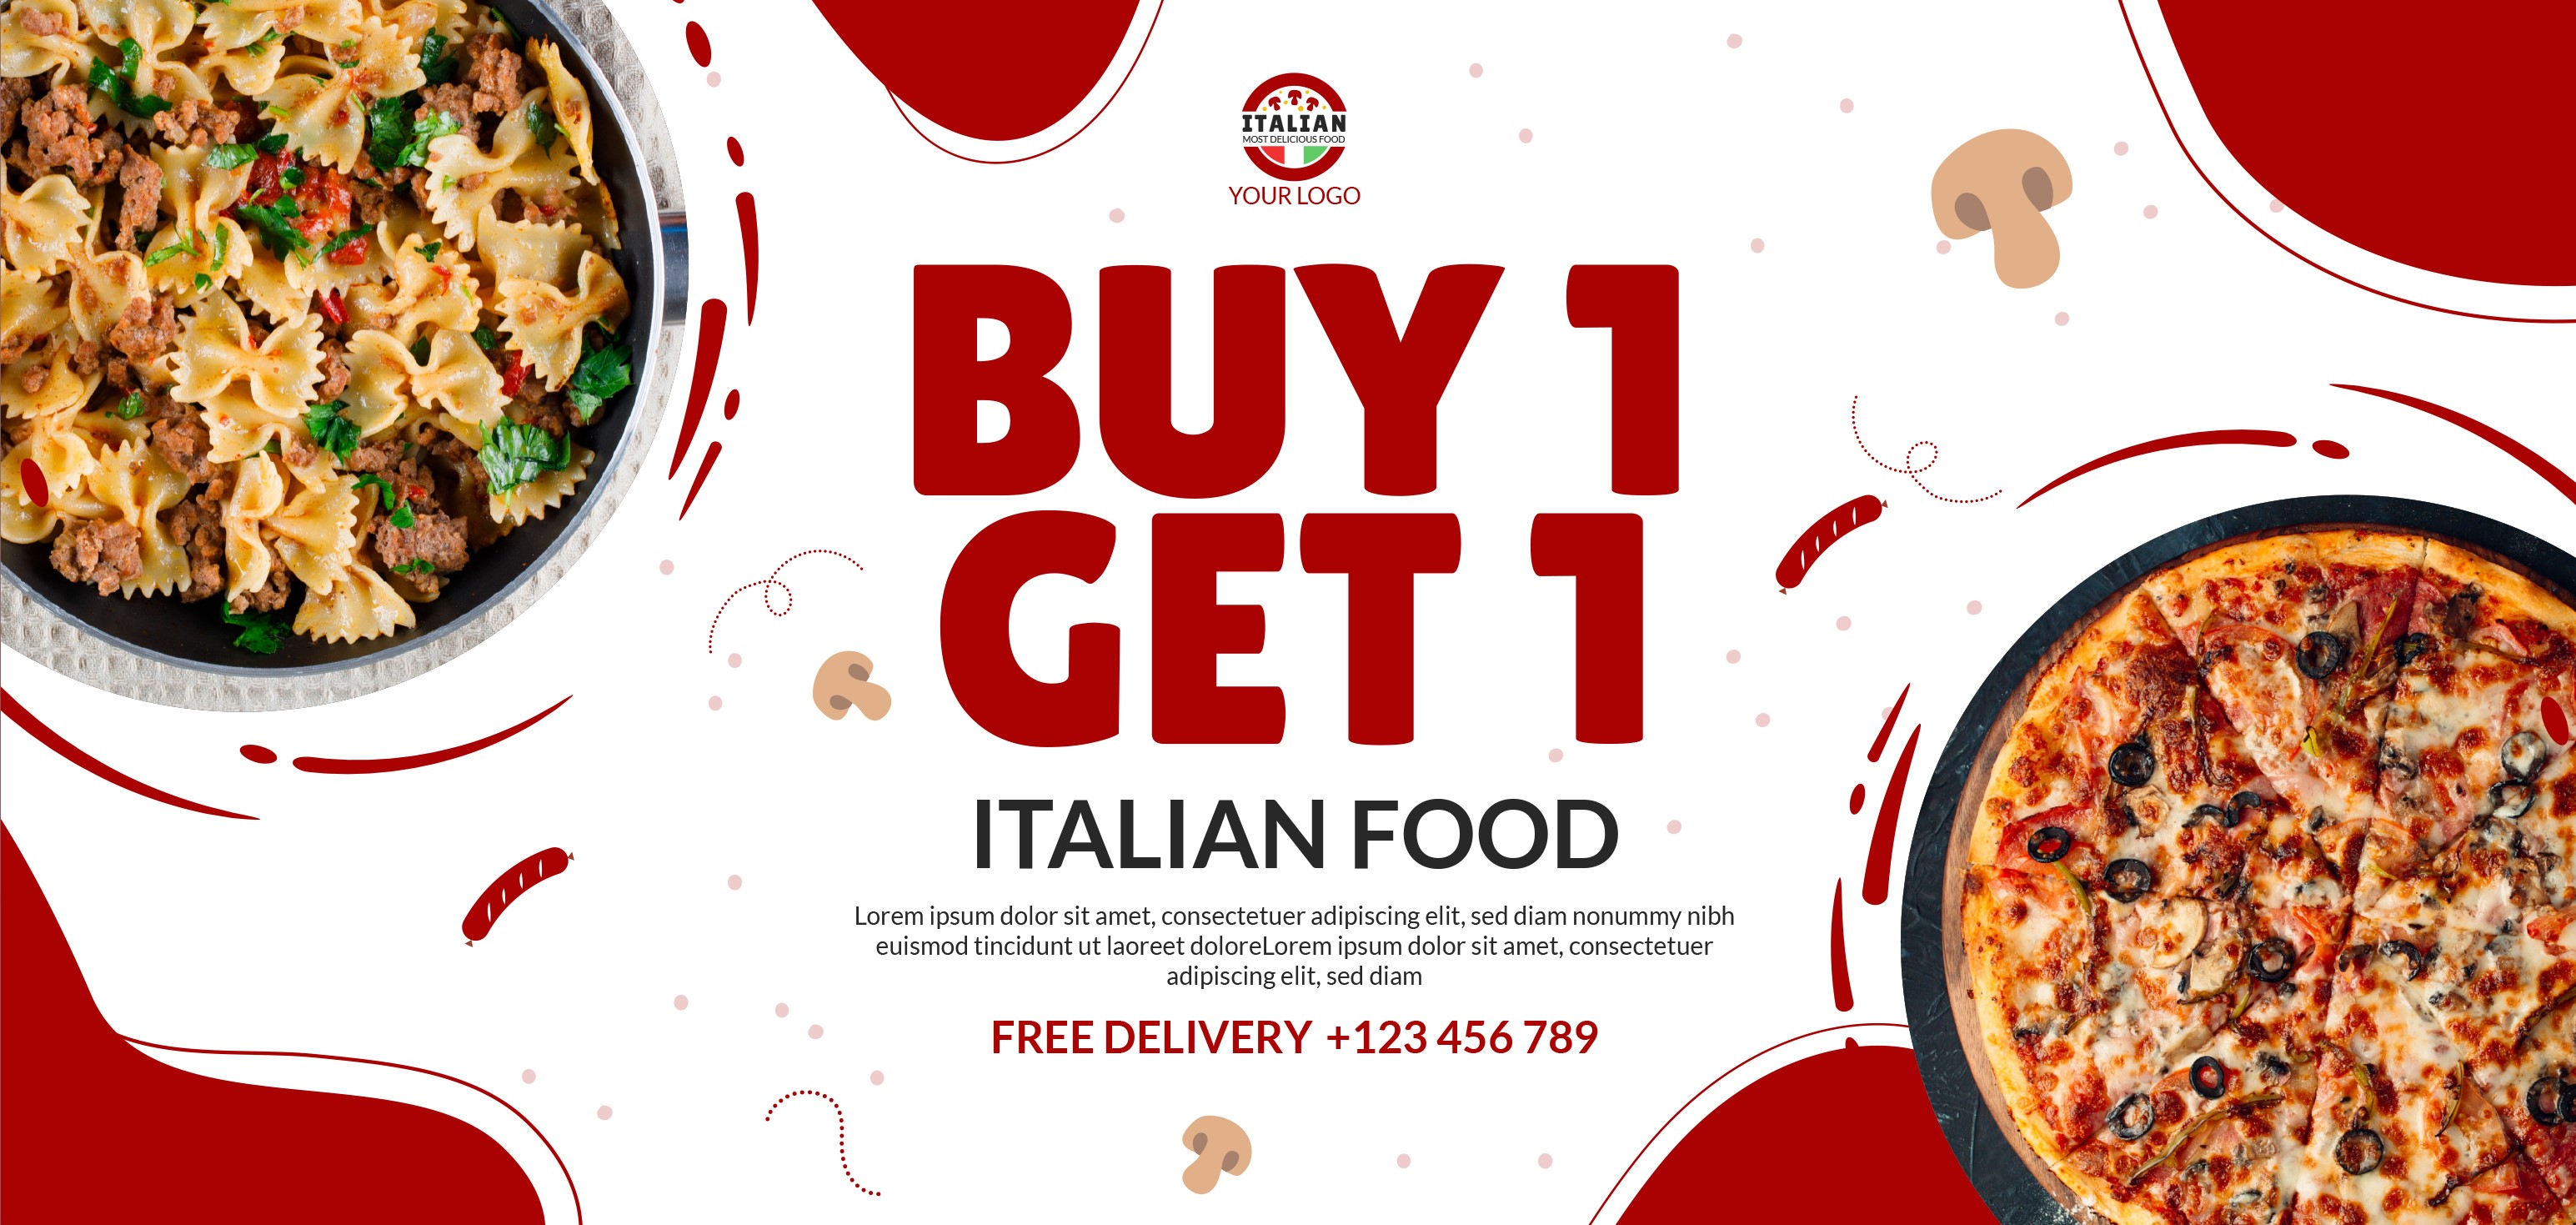 ITALIAN
MOST DELICIOUS FOOD
YOUR LOGO
BUY 1
GET 1
ITALIAN FOOD
Lorem ipsum dolor sit amet, consectetuer adipiscing elit, sed diam nonummy nibh
euismod tincidunt ut laoreet doloreLorem ipsum dolor sit amet, consectetuer
adipiscing elit, sed diam
FREE DELIVERY +123 456 789